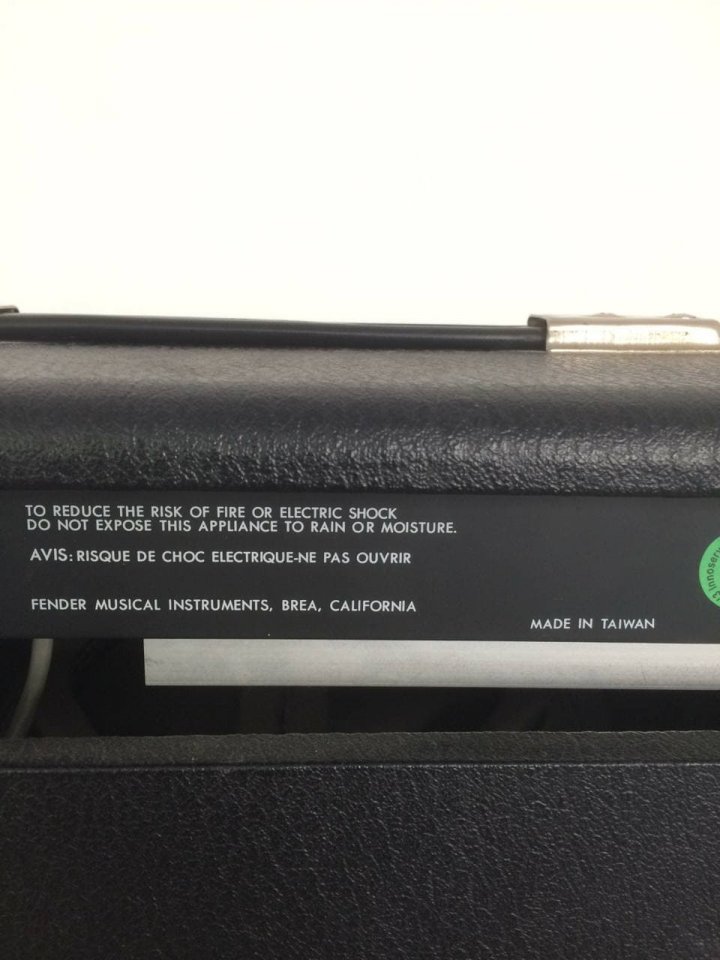 TO REDUCE THE RISK OF FIRE OR ELECTRIC SHOCK
DO NOT EXPOSE THIS APPLIANCE TO RAIN OR MOISTURE.
AVIS: RISQUE DE CHOC ELECTRIQUE-NE PAS OUVRIR
FENDER MUSICAL INSTRUMENTS, BREA, CALIFORNIA
MADE IN TAIWAN